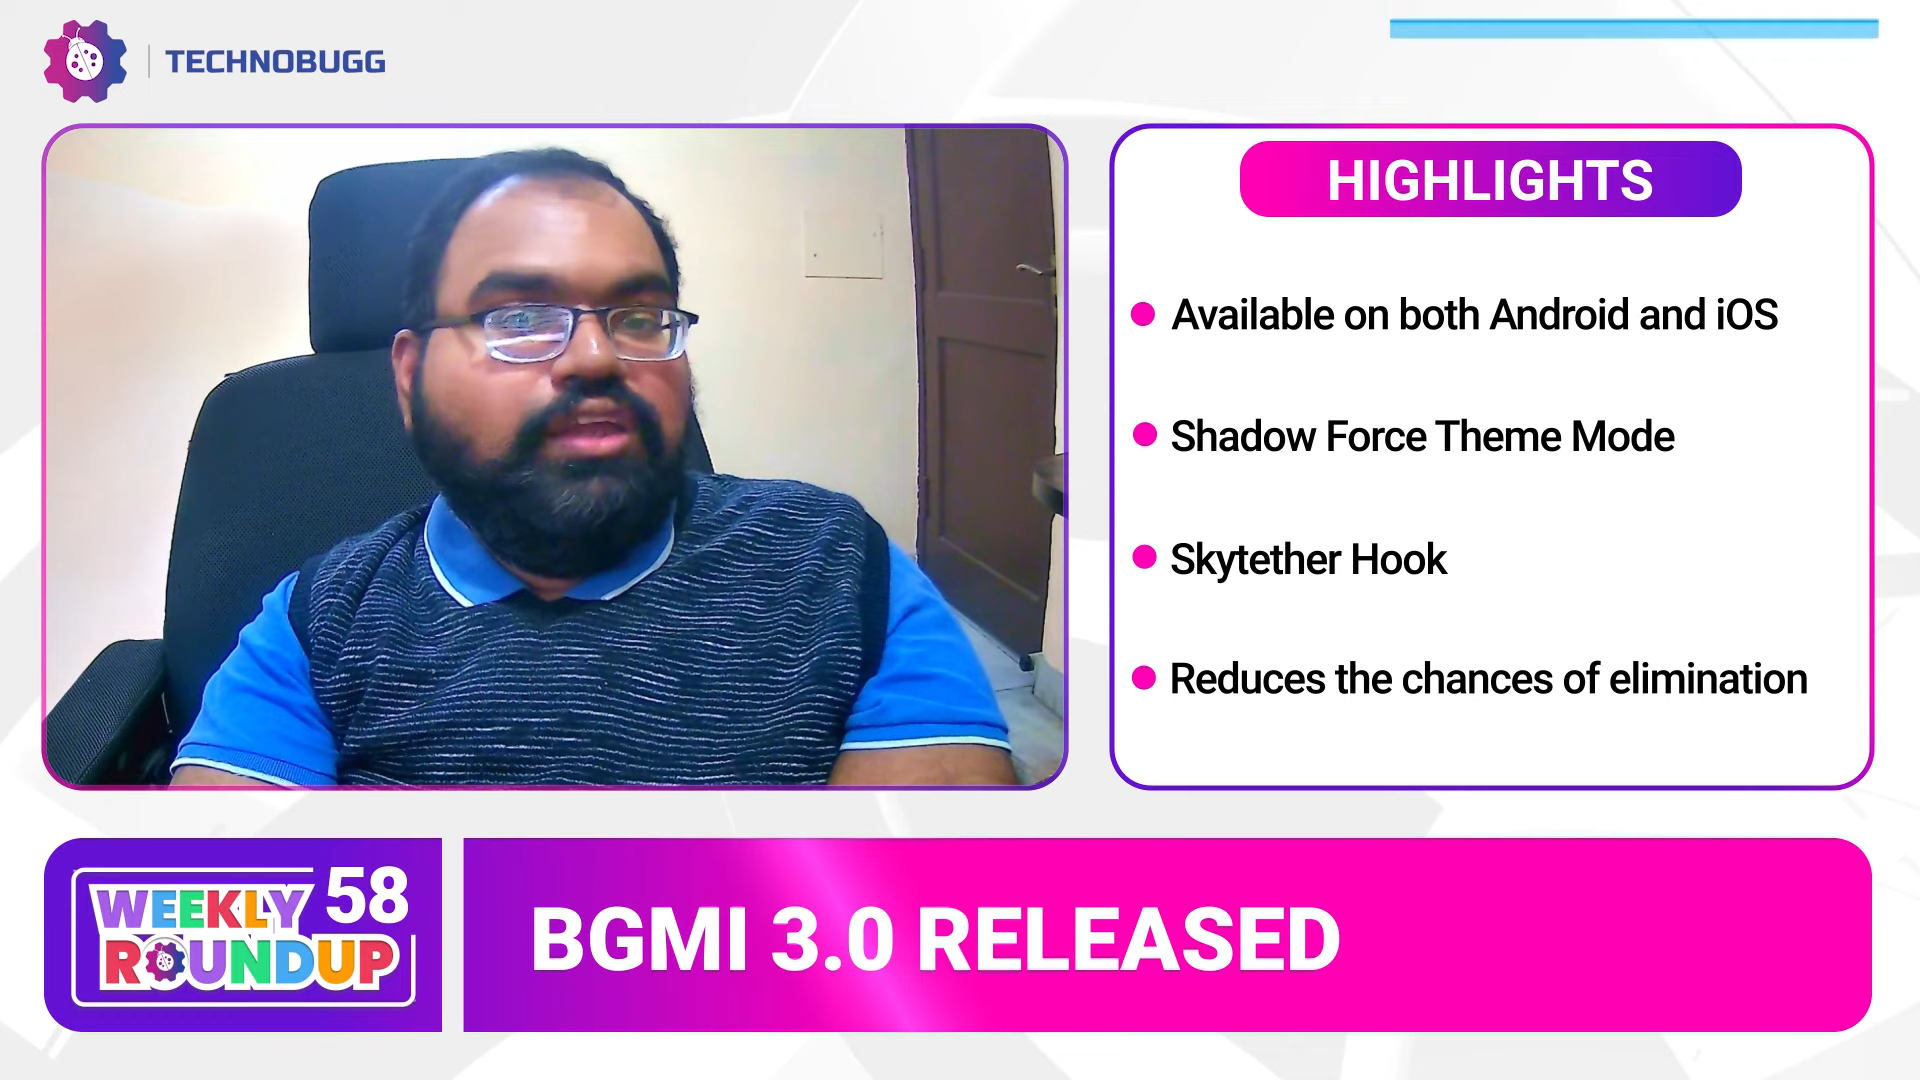 TECHNOBUGG
HIGHLIGHTS
Available on both Android and iOS
Shadow Force Theme Mode
Skytether Hook
Reduces the chances of elimination
WEEKLY 58
ROUNDUP
BGMI 3.0 RELEASED